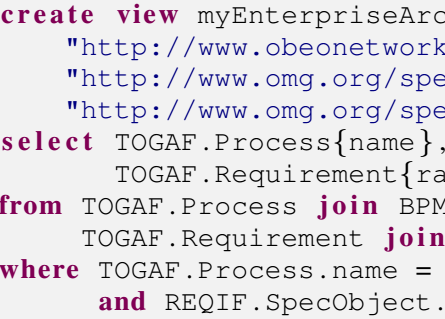 create view myEnterpriseArc
"http://www.obeonetwork
"http://www.omg.org/spe
"http://www.omg.org/spe
select TOGAF.Process{name},
TOGAF.Requirement{ra
from TOGAF.Process join BPM
TOGAF.Requirement join
where TOGAF.Process.name =
and REQIF.SpecObject.